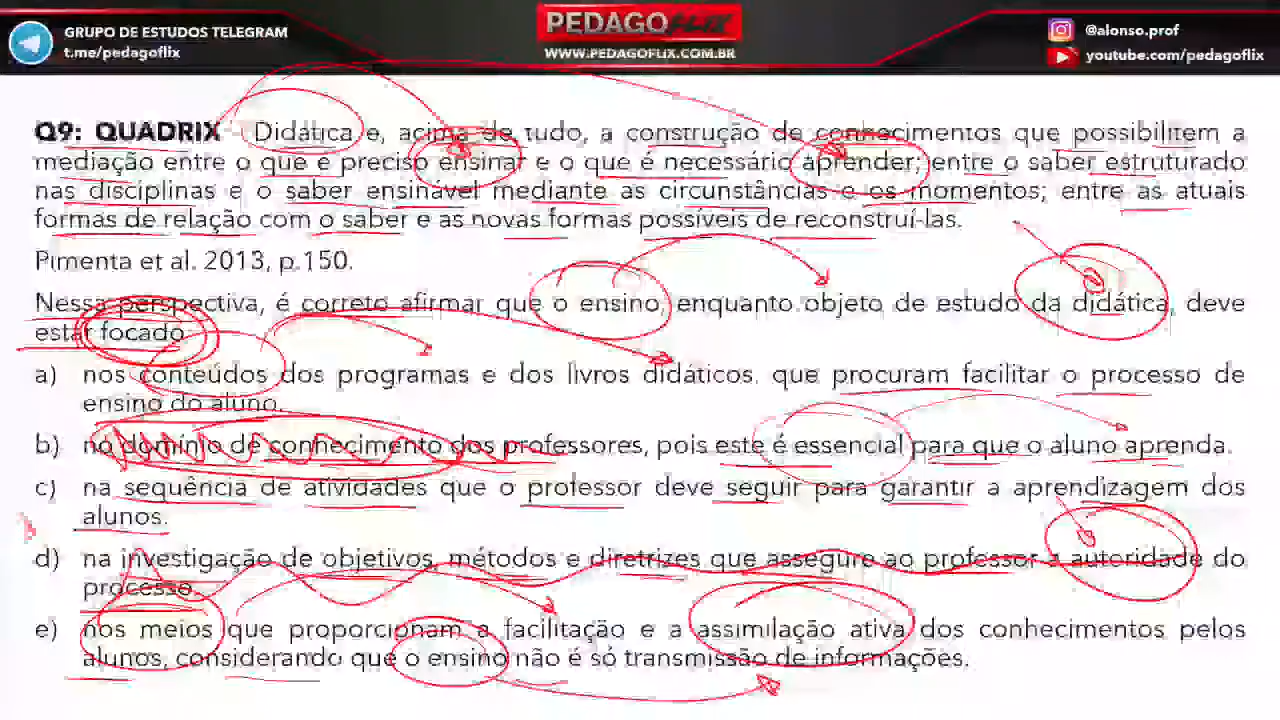 GRUPO DE ESTUDOS TELEGRAM
t.me/pedagoflix
PEDAGOflix
WWW.PEDAGOFLIX.COM.BR
@alonso.prof
youtube.com/pedagoflix
Q9: QUADRIX - Didática e, acima de tudo, a construção de conhecimentos que possibilitem a
mediação entre o que é preciso ensinar e o que é necessário aprender; entre o saber estruturado
nas disciplinas e o saber ensinável mediante as circunstâncias e os momentos; entre as atuais
formas de relação com o saber e as novas formas possíveis de reconstruí-las.
Pimenta et al. 2013, p.150.
Nessa perspectiva, é correto afirmar que o ensino, enquanto objeto de estudo da didática, deve
estar focado
a) nos conteúdos dos programas e dos livros didáticos, que procuram facilitar o processo de
ensino do aluno.
b) no domínio de conhecimento dos professores, pois este é essencial para que o aluno aprenda.
c) na sequência de atividades que o professor deve seguir para garantir a aprendizagem dos
alunos.
d) na investigação de objetivos, métodos e diretrizes que assegure ao professor a autoridade do
processo.
e) nos meios que proporcionam a facilitação e a assimilação ativa dos conhecimentos pelos
alunos, considerando que o ensino não é só transmissão de informações.